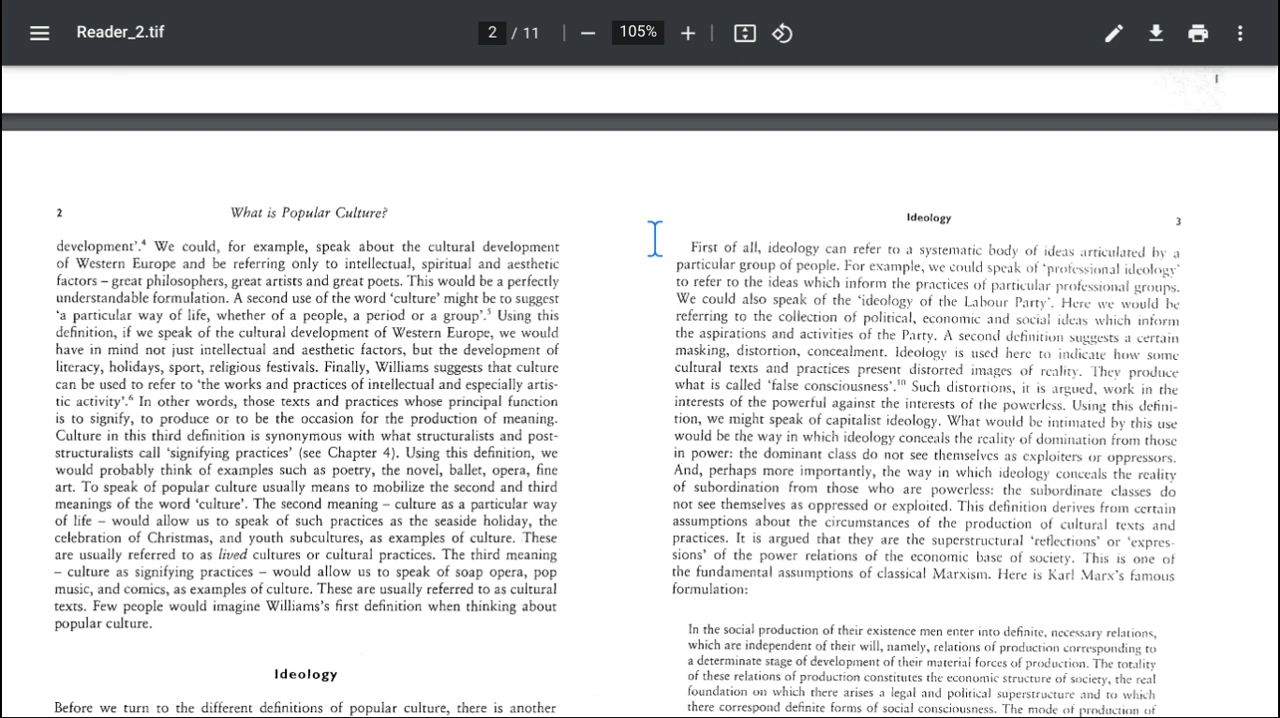 Reader_2.tif
2 / 11
105%
I
2
What is Popular Culture?
development'.⁴ We could, for example, speak about the cultural development
of Western Europe and be referring only to intellectual, spiritual and aesthetic
factors – great philosophers, great artists and great poets. This would be a perfectly
understandable formulation. A second use of the word ‘culture’ might be to suggest
‘a particular way of life, whether of a people, a period or a group’.⁵ Using this
definition, if we speak of the cultural development of Western Europe, we would
have in mind not just intellectual and aesthetic factors, but the development of
literacy, holidays, sport, religious festivals. Finally, Williams suggests that culture
can be used to refer to ‘the works and practices of intellectual and especially artis-
tic activity’.⁶ In other words, those texts and practices whose principal function
is to signify, to produce or to be the occasion for the production of meaning.
Culture in this third definition is synonymous with what structuralists and post-
structuralists call ‘signifying practices’ (see Chapter 4). Using this definition, we
would probably think of examples such as poetry, the novel, ballet, opera, fine
art. To speak of popular culture usually means to mobilize the second and third
meanings of the word ‘culture’. The second meaning – culture as a particular way
of life – would allow us to speak of such practices as the seaside holiday, the
celebration of Christmas, and youth subcultures, as examples of culture. These
are usually referred to as lived cultures or cultural practices. The third meaning
– culture as signifying practices – would allow us to speak of soap opera, pop
music, and comics, as examples of culture. These are usually referred to as cultural
texts. Few people would imagine Williams's first definition when thinking about
popular culture.
Ideology
Before we turn to the different definitions of popular culture, there is another
Ideology
3
First of all, ideology can refer to a systematic body of ideas articulated by a
particular group of people. For example, we could speak of ‘professional ideology’
to refer to the ideas which inform the practices of particular professional groups.
We could also speak of the ‘ideology of the Labour Party’. Here we would be
referring to the collection of political, economic and social ideas which inform
the aspirations and activities of the Party. A second definition suggests a certain
masking, distortion, concealment. Ideology is used here to indicate how some
cultural texts and practices present distorted images of reality. They produce
what is called ‘false consciousness’.¹⁰ Such distortions, it is argued, work in the
interests of the powerful against the interests of the powerless. Using this defini-
tion, we might speak of capitalist ideology. What would be intimated by this use
would be the way in which ideology conceals the reality of domination from those
in power: the dominant class do not see themselves as exploiters or oppressors.
And, perhaps more importantly, the way in which ideology conceals the reality
of subordination from those who are powerless: the subordinate classes do
not see themselves as oppressed or exploited. This definition derives from certain
assumptions about the circumstances of the production of cultural texts and
practices. It is argued that they are the superstructural ‘reflections’ or ‘expres-
sions’ of the power relations of the economic base of society. This is one of
the fundamental assumptions of classical Marxism. Here is Karl Marx's famous
formulation:
In the social production of their existence men enter into definite, necessary relations,
which are independent of their will, namely, relations of production corresponding to
a determinate stage of development of their material forces of production. The totality
of these relations of production constitutes the economic structure of society, the real
foundation on which there arises a legal and political superstructure and to which
there correspond definite forms of social consciousness. The mode of production of